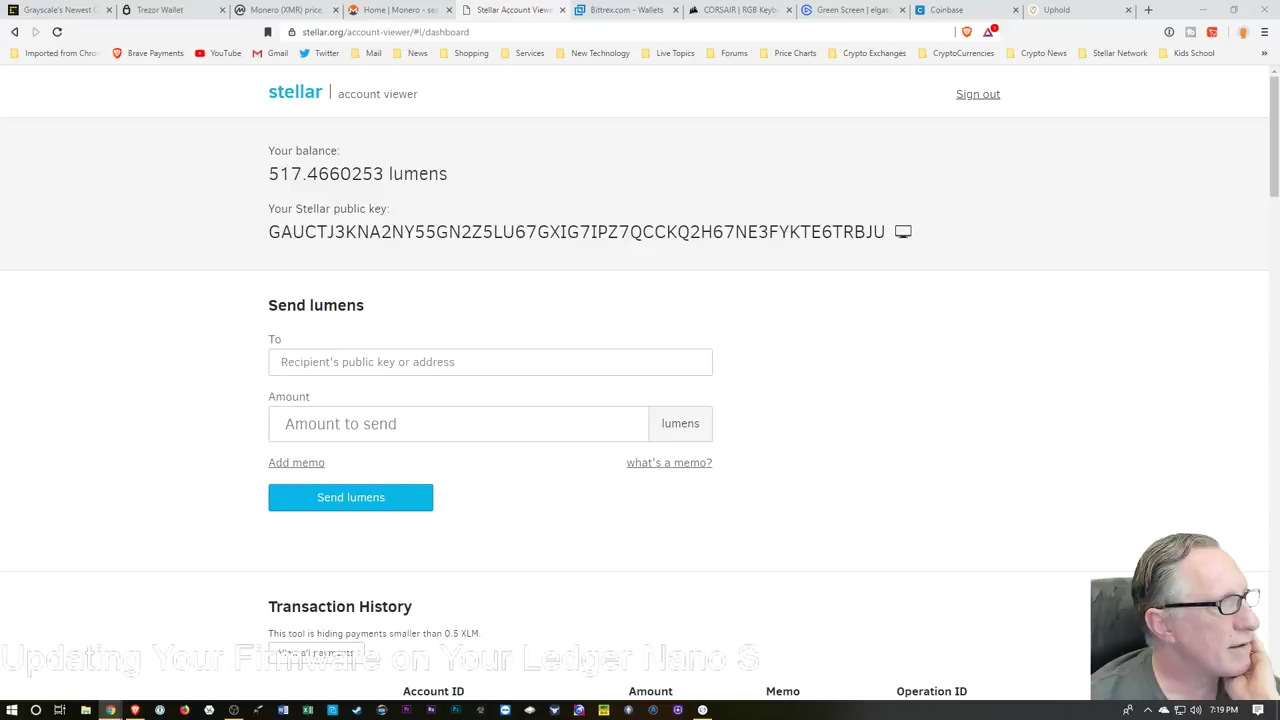 Grayscale's Newest C
Trezor Wallet
Monero (XMR) price,
Home | Monero - sec
Stellar Account View
Bittrex.com - Wallets
CORSAIR | RGB Keyb
Green Screen | elgat
Coinbase
Uphold
stellar.org/account-viewer/#!/dashboard
Imported from Chro
Brave Payments
YouTube
Gmail
Twitter
Mail
News
Shopping
Services
New Technology
Live Topics
Forums
Price Charts
Crypto Exchanges
CryptoCurrencies
Crypto News
Stellar Network
Kids School
stellar | account viewer
Sign out
Your balance:
517.4660253 lumens
Your Stellar public key:
GAUCTJ3KNA2NY55GN2Z5LU67GXIG7IPZ7QCCKQ2H67NE3FYKTE6TRBJU
Send lumens
To
Recipient's public key or address
Amount
Amount to send
lumens
Add memo
what's a memo?
Send lumens
Transaction History
This tool is hiding payments smaller than 0.5 XLM.
Updating Your Firmware on Your Ledger Nano S
Account ID
Amount
Memo
Operation ID
7:19 PM